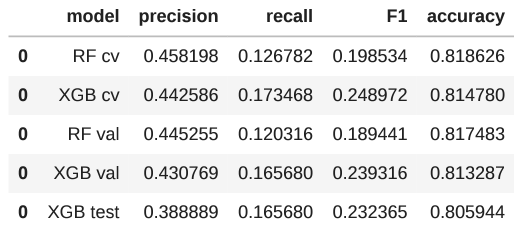 model precision recall F1 accuracy
0 RF cv 0.458198 0.126782 0.198534 0.818626
0 XGB cv 0.442586 0.173468 0.248972 0.814780
0 RF val 0.445255 0.120316 0.189441 0.817483
0 XGB val 0.430769 0.165680 0.239316 0.813287
0 XGB test 0.388889 0.165680 0.232365 0.805944